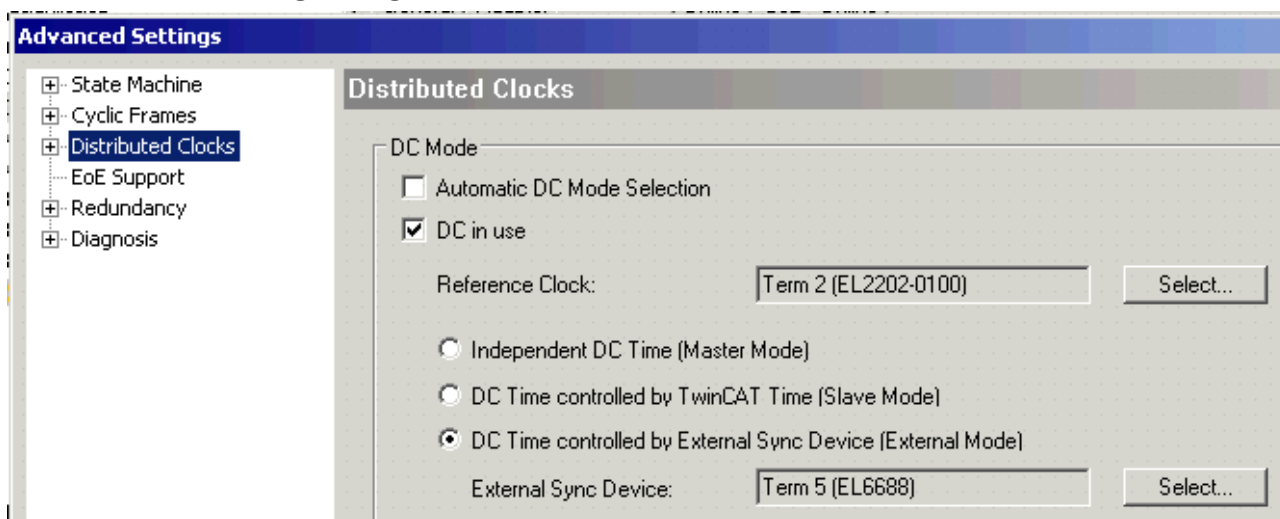 Advanced Settings
State Machine
Cyclic Frames
Distributed Clocks
EoE Support
Redundancy
Diagnosis
Distributed Clocks
DC Mode
Automatic DC Mode Selection
DC in use
Reference Clock: Term 2 (EL2202-0100) Select...
Independent DC Time (Master Mode)
DC Time controlled by TwinCAT Time (Slave Mode)
DC Time controlled by External Sync Device (External Mode)
External Sync Device: Term 5 (EL6688) Select...